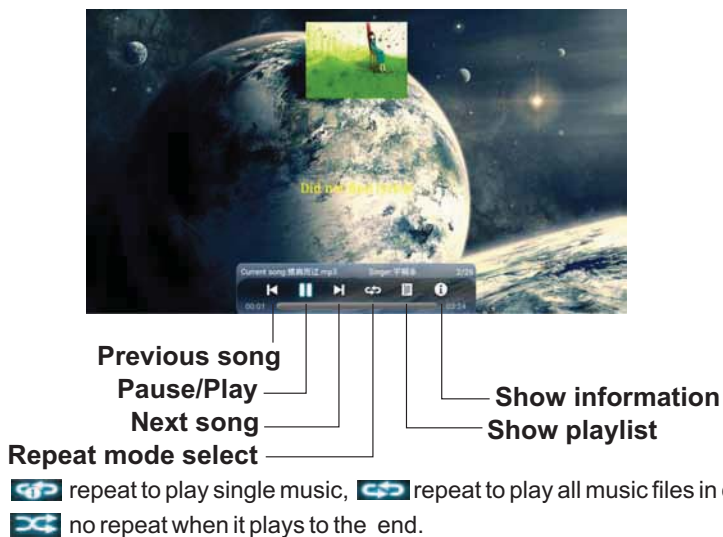 Did not find
Current song: mp3 Singer: 2/26
00:01 03:24
Previous song
Pause/Play
Next song
Repeat mode select
Show information
Show playlist
repeat to play single music, repeat to play all music files in
no repeat when it plays to the end.